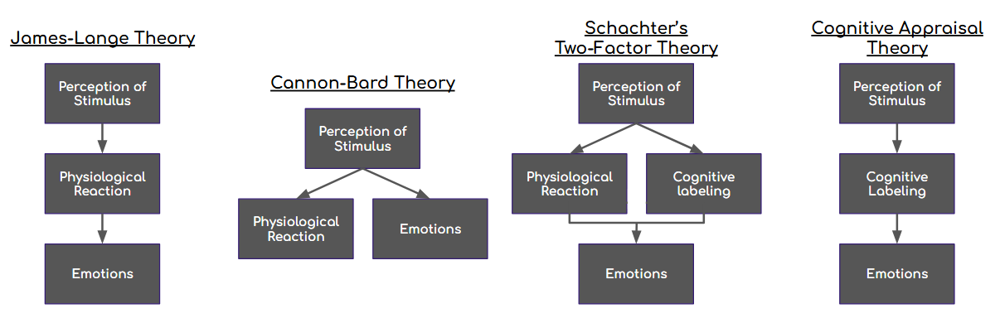 James-Lange Theory
Perception of
Stimulus
Physiological
Reaction
Emotions
Cannon-Bard Theory
Perception of
Stimulus
Physiological
Reaction
Emotions
Schachter's
Two-Factor Theory
Perception of
Stimulus
Physiological
Reaction
Cognitive
labeling
Emotions
Cognitive Appraisal
Theory
Perception of
Stimulus
Cognitive
Labeling
Emotions